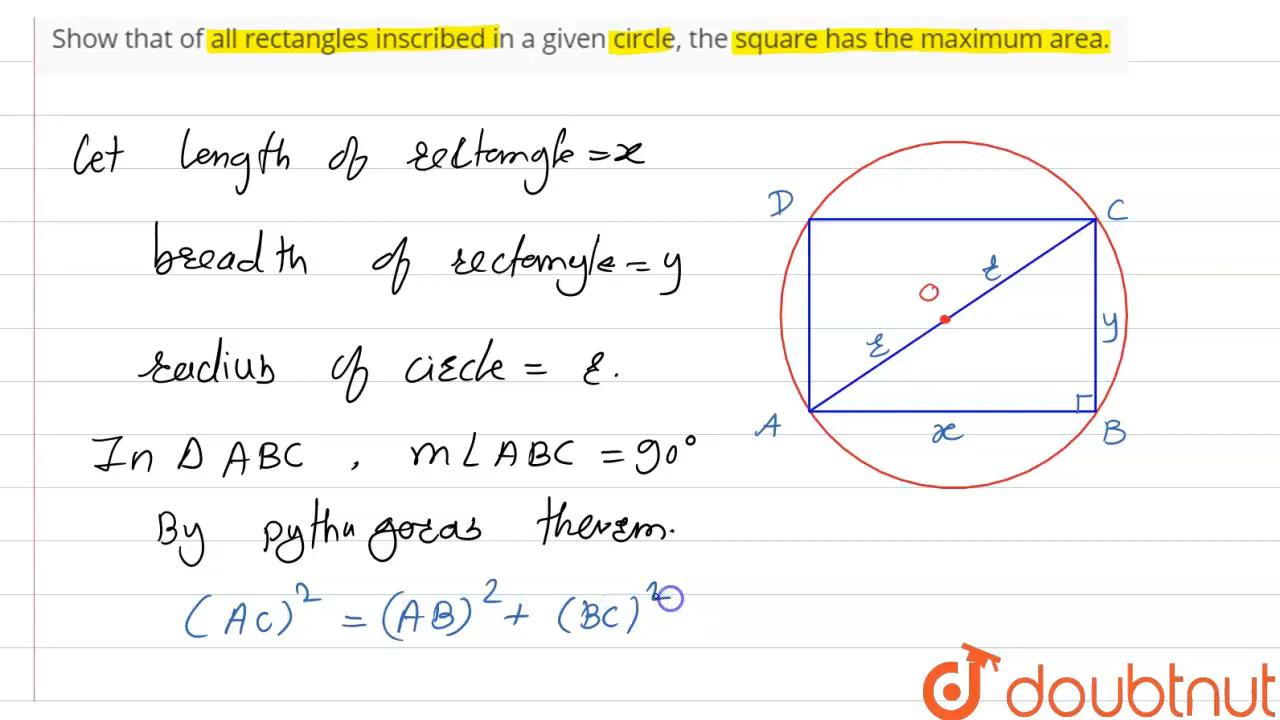 Show that of all rectangles inscribed in a given circle, the square has the maximum area.
Let length of rectangle = x
breadth of rectangle = y
radius of circle = r.
In Δ ABC , m∠ABC = 90°
By pythagoras therem.
(AC)² = (AB)² + (BC)²
D
C
r
O
y
r
A
x
B
doubtnut